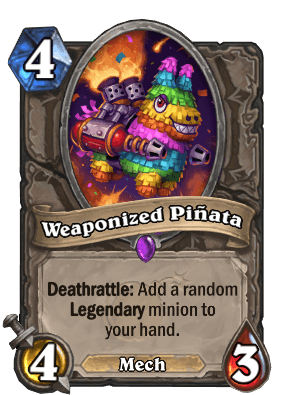 4
Weaponized Piñata
Deathrattle: Add a random
Legendary minion to
your hand.
4
Mech
3